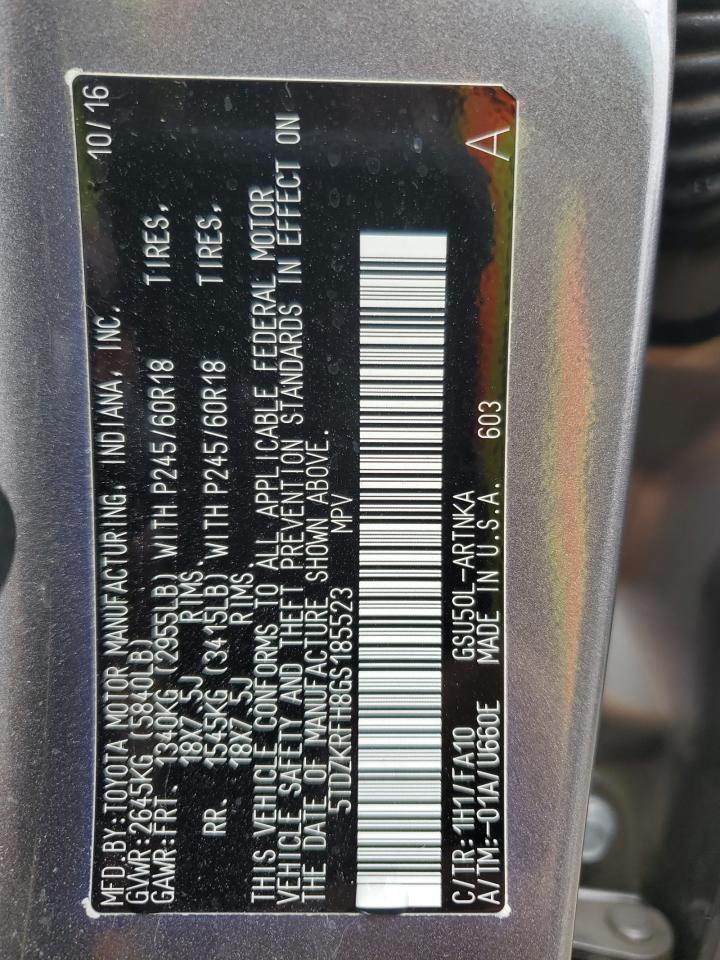 MFD.BY:TOYOTA MOTOR MANUFACTURING, INDIANA, INC. 10/16
GVWR:2645KG (5840LB)
GAWR:FRT. 1340KG (2955LB) WITH P245/60R18 TIRES,
18X7.5J RIMS,
RR. 1545KG (3415LB) WITH P245/60R18 TIRES,
18X7.5J RIMS
THIS VEHICLE CONFORMS TO ALL APPLICABLE FEDERAL MOTOR
VEHICLE SAFETY AND THEFT PREVENTION STANDARDS IN EFFECT ON
THE DATE OF MANUFACTURE SHOWN ABOVE.
5TDZKRFH8GS185523 MPV
C/TR:1H1/FA10 GSU50L-ARTNKA
A/TM:-01A/U660E MADE IN U.S.A. 603 A